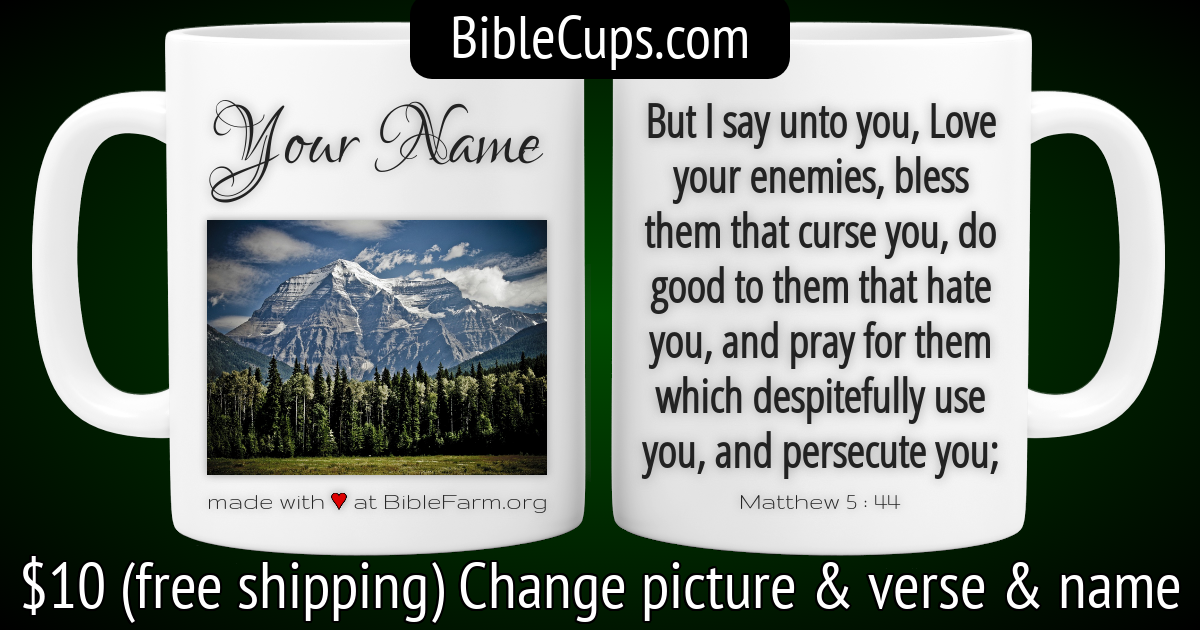 BibleCups.com
Your Name
made with ♥ at BibleFarm.org
But I say unto you, Love
your enemies, bless
them that curse you, do
good to them that hate
you, and pray for them
which despitefully use
you, and persecute you;
Matthew 5 : 44
$10 (free shipping) Change picture & verse & name